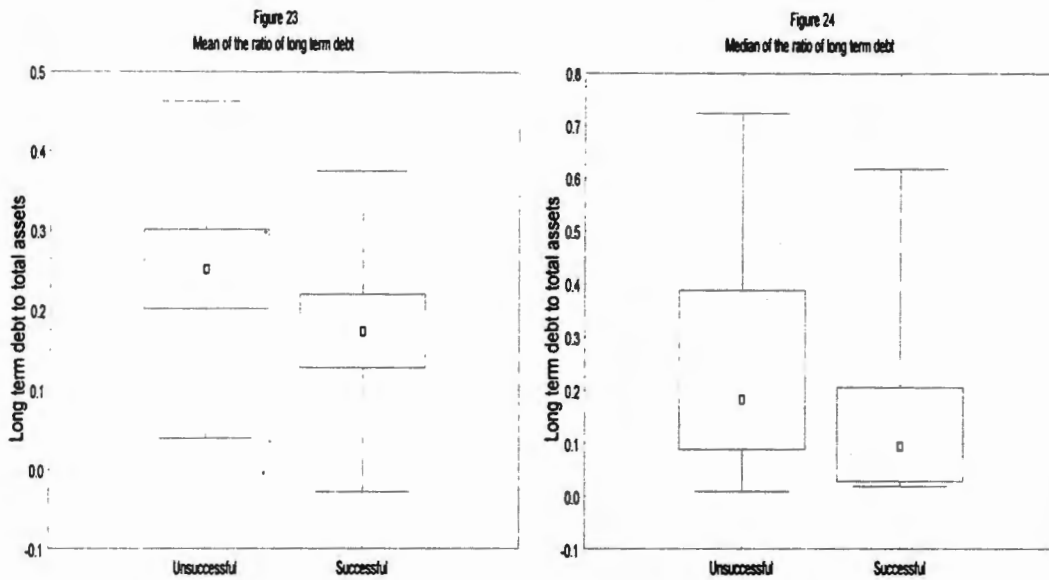 Figure 23
Mean of the ratio of long term debt
Long term debt to total assets
0.5
0.4
0.3
0.2
0.1
0.0
-0.1
Unsuccessful
Successful
Figure 24
Median of the ratio of long term debt
Long term debt to total assets
0.8
0.7
0.6
0.5
0.4
0.3
0.2
0.1
0.0
-0.1
Unsuccessful
Successful